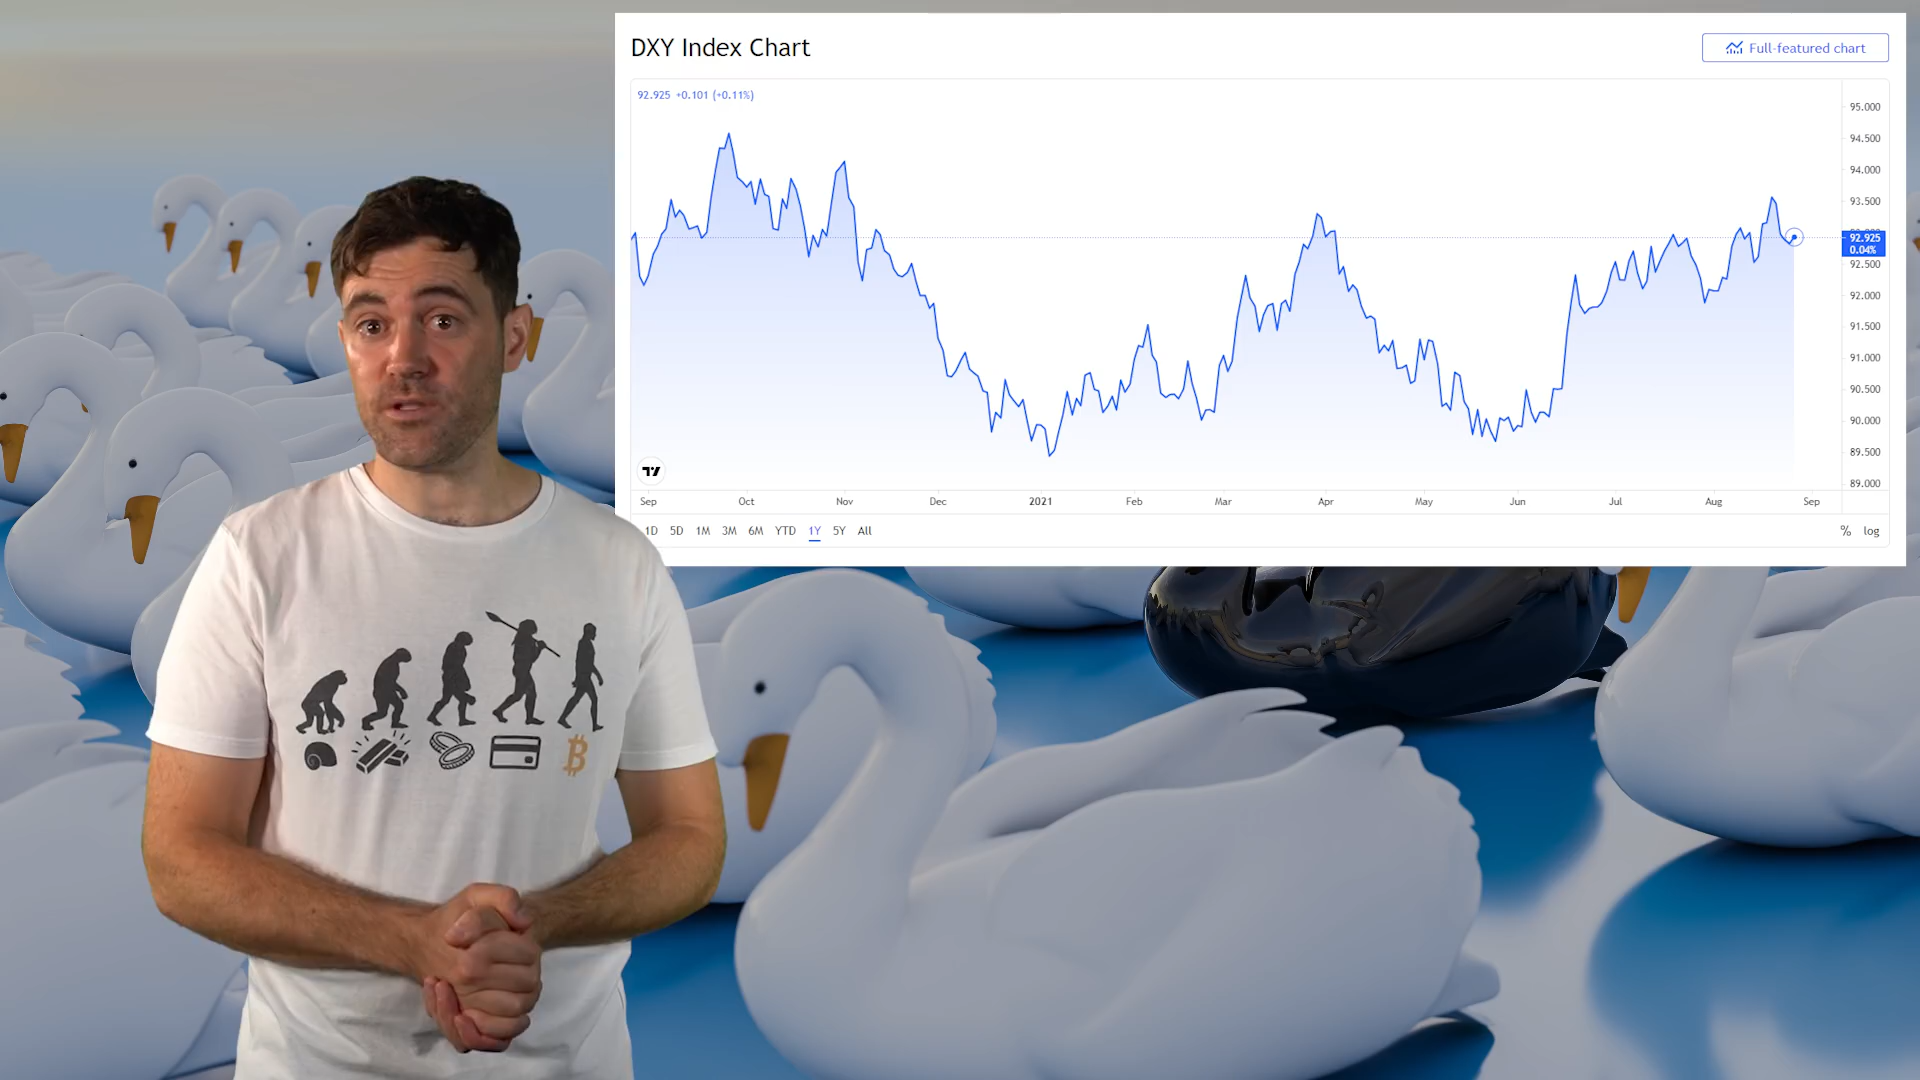 DXY Index Chart
Full-featured chart
92.925 +0.101 (+0.11%)
95.000
94.500
94.000
93.500
92.925
0.04%
92.500
92.000
91.500
91.000
90.500
90.000
89.500
89.000
Sep Oct Nov Dec 2021 Feb Mar Apr May Jun Jul Aug Sep
1D 5D 1M 3M 6M YTD 1Y 5Y All
% log